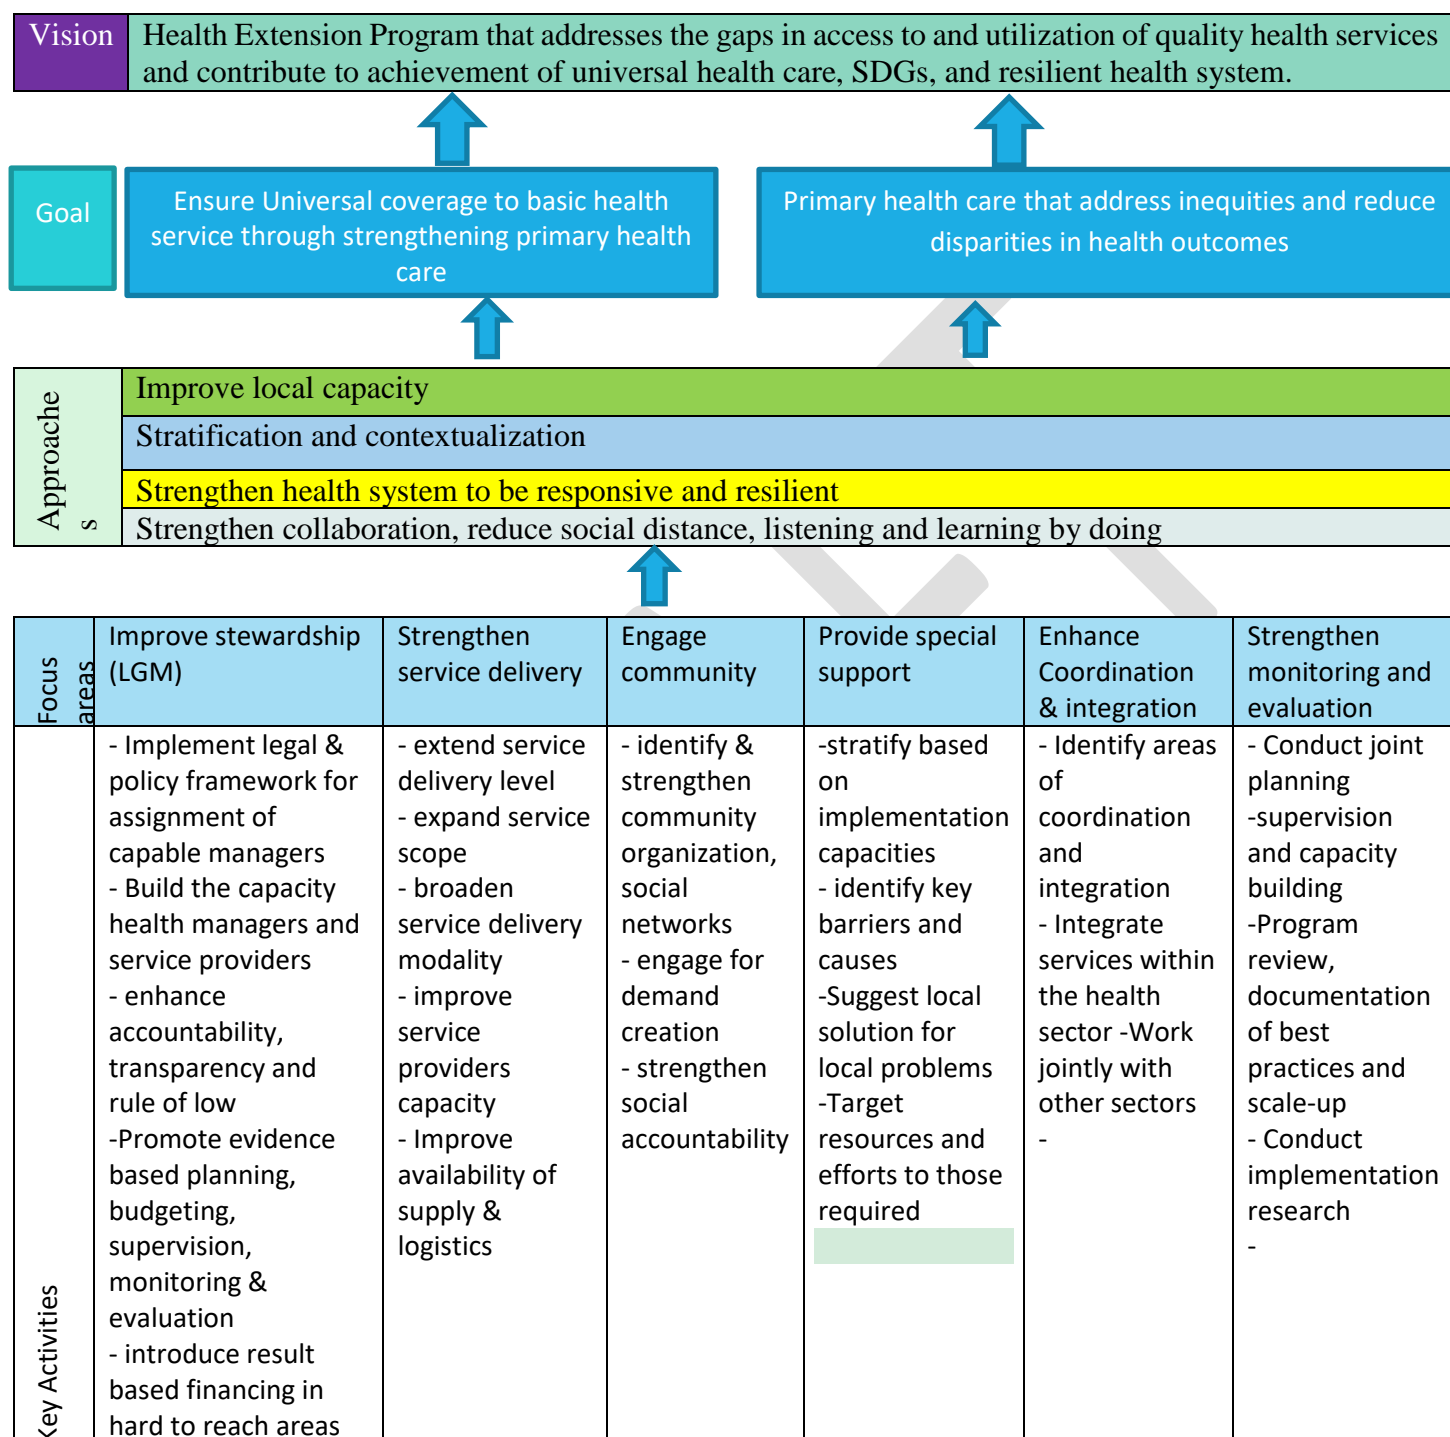 Vision
Health Extension Program that addresses the gaps in access to and utilization of quality health services
and contribute to achievement of universal health care, SDGs, and resilient health system.
Goal
Ensure Universal coverage to basic health
service through strengthening primary health
care
Primary health care that address inequities and reduce
disparities in health outcomes
Approache
s
Improve local capacity
Stratification and contextualization
Strengthen health system to be responsive and resilient
Strengthen collaboration, reduce social distance, listening and learning by doing
Focus
areas
Improve stewardship
(LGM)
Strengthen
service delivery
Engage
community
Provide special
support
Enhance
Coordination
& integration
Strengthen
monitoring and
evaluation
Key Activities
- Implement legal &
policy framework for
assignment of
capable managers
- Build the capacity
health managers and
service providers
- enhance
accountability,
transparency and
rule of low
-Promote evidence
based planning,
budgeting,
supervision,
monitoring &
evaluation
- introduce result
based financing in
hard to reach areas
- extend service
delivery level
- expand service
scope
- broaden
service delivery
modality
- improve
service
providers
capacity
- Improve
availability of
supply &
logistics
- identify &
strengthen
community
organization,
social
networks
- engage for
demand
creation
- strengthen
social
accountability
-stratify based
on
implementation
capacities
- identify key
barriers and
causes
-Suggest local
solution for
local problems
-Target
resources and
efforts to those
required
- Identify areas
of
coordination
and
integration
- Integrate
services within
the health
sector -Work
jointly with
other sectors
-
- Conduct joint
planning
-supervision
and capacity
building
-Program
review,
documentation
of best
practices and
scale-up
- Conduct
implementation
research
-